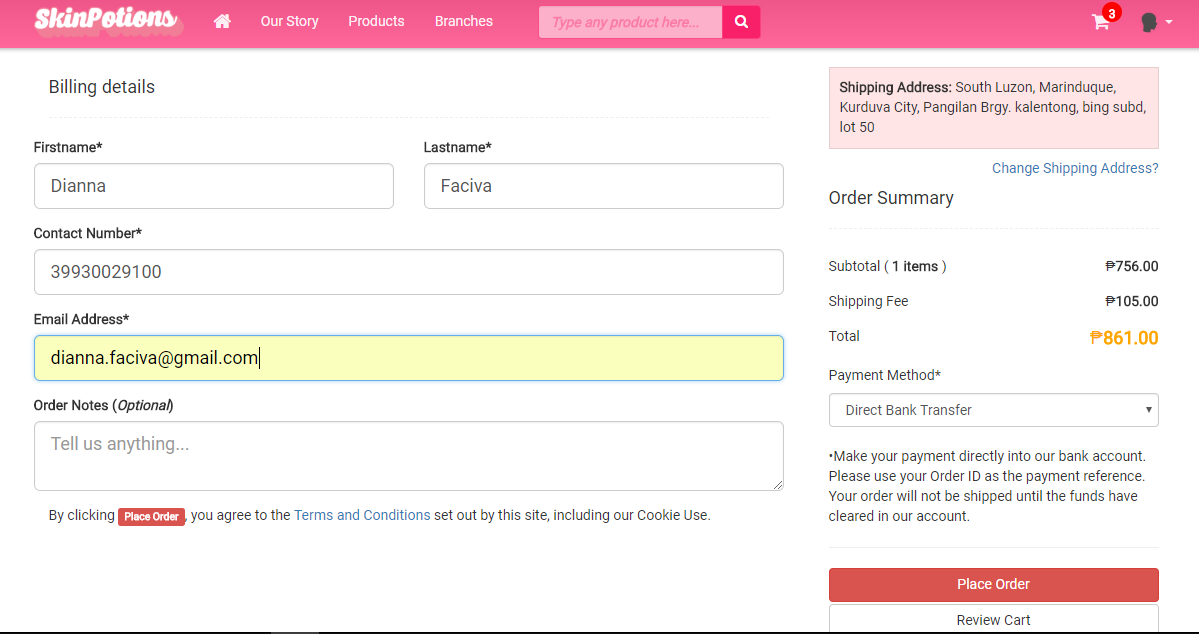 SkinPotions
Our Story
Products
Branches
Type any product here...
3
Billing details
Firstname*
Lastname*
Dianna
Faciva
Contact Number*
39930029100
Email Address*
dianna.faciva@gmail.com
Order Notes (Optional)
Tell us anything...
By clicking Place Order, you agree to the Terms and Conditions set out by this site, including our Cookie Use.
Shipping Address: South Luzon, Marinduque,
Kurduva City, Pangilan Brgy. kalentong, bing subd,
lot 50
Change Shipping Address?
Order Summary
Subtotal ( 1 items ) ₱756.00
Shipping Fee ₱105.00
Total ₱861.00
Payment Method*
Direct Bank Transfer
•Make your payment directly into our bank account.
Please use your Order ID as the payment reference.
Your order will not be shipped until the funds have
cleared in our account.
Place Order
Review Cart